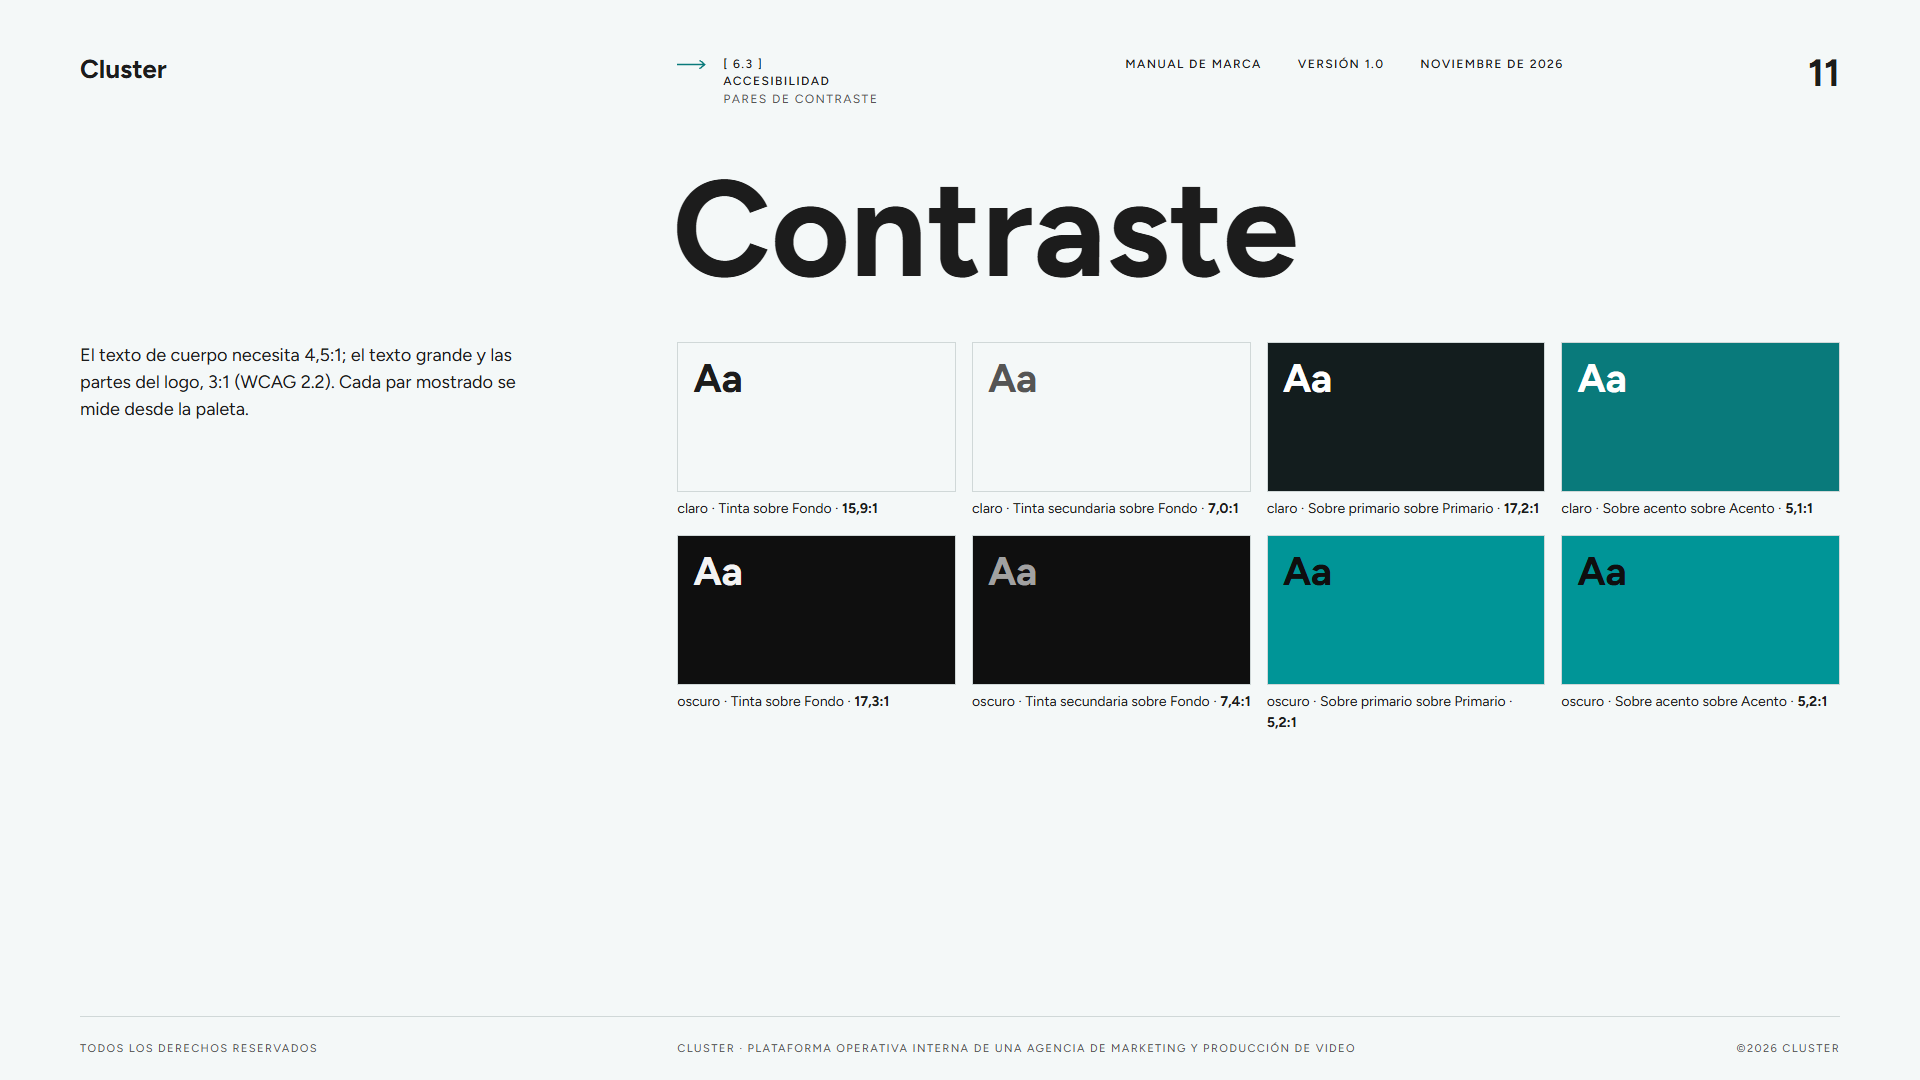 Cluster
[ 6.3 ]
ACCESIBILIDAD
PARES DE CONTRASTE
MANUAL DE MARCA
VERSIÓN 1.0
NOVIEMBRE DE 2026
11
Contraste
El texto de cuerpo necesita 4,5:1; el texto grande y las
partes del logo, 3:1 (WCAG 2.2). Cada par mostrado se
mide desde la paleta.
Aa
claro · Tinta sobre Fondo · 15,9:1
Aa
claro · Tinta secundaria sobre Fondo · 7,0:1
Aa
claro · Sobre primario sobre Primario · 17,2:1
Aa
claro · Sobre acento sobre Acento · 5,1:1
Aa
oscuro · Tinta sobre Fondo · 17,3:1
Aa
oscuro · Tinta secundaria sobre Fondo · 7,4:1
Aa
oscuro · Sobre primario sobre Primario ·
5,2:1
Aa
oscuro · Sobre acento sobre Acento · 5,2:1
TODOS LOS DERECHOS RESERVADOS
CLUSTER · PLATAFORMA OPERATIVA INTERNA DE UNA AGENCIA DE MARKETING Y PRODUCCIÓN DE VIDEO
©2026 CLUSTER